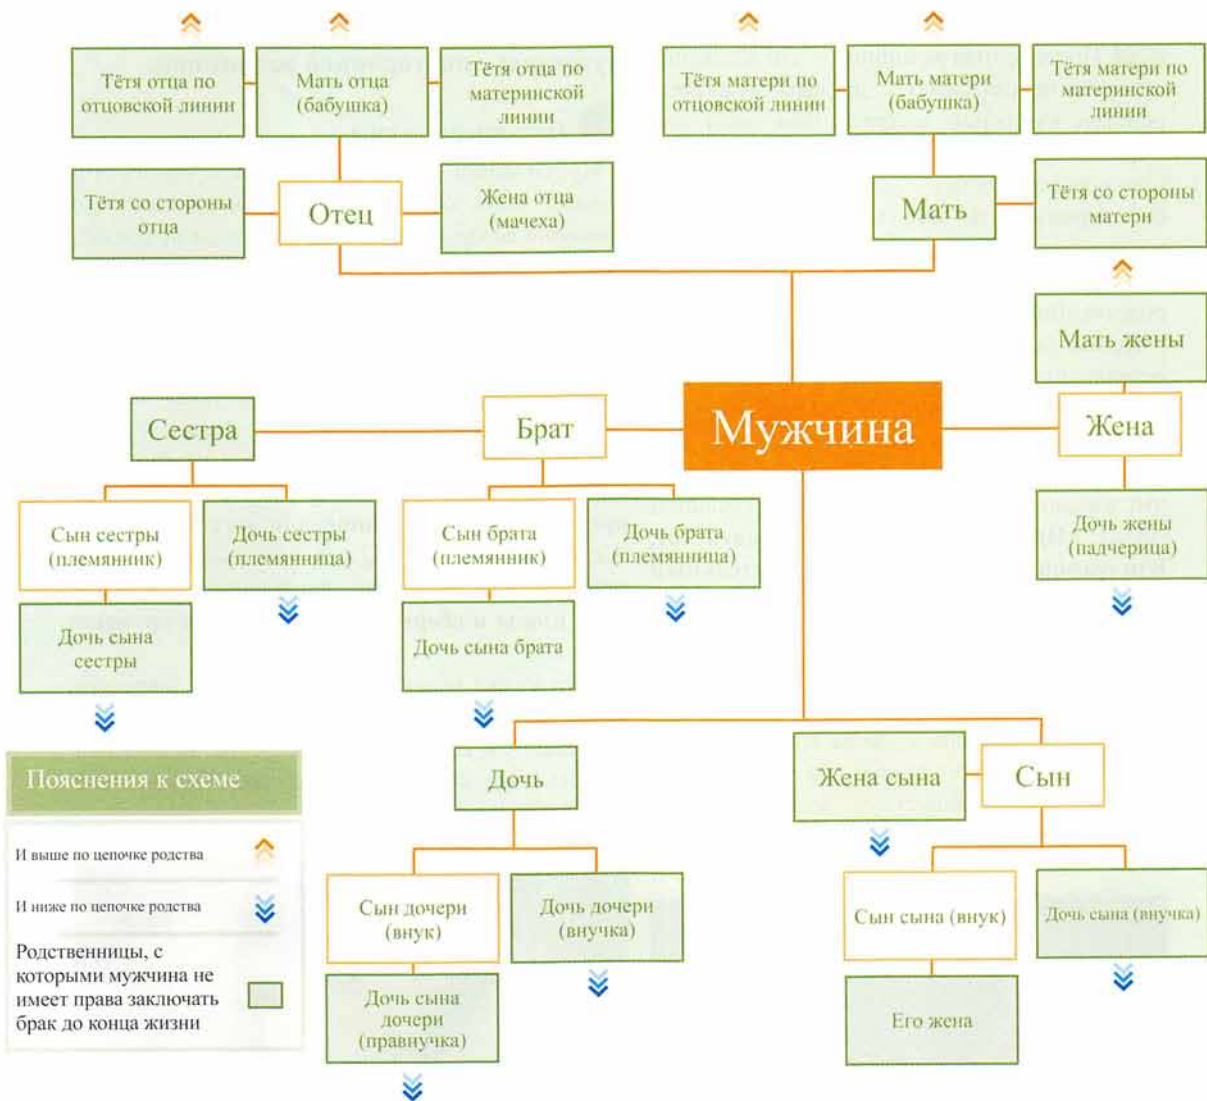 Тётя отца по
отцовской линии
Мать отца
(бабушка)
Тётя отца по
материнской
линии
Тётя матери по
отцовской линии
Мать матери
(бабушка)
Тётя матери по
материнской
линии
Тётя со стороны
отца
Отец
Жена отца
(мачеха)
Мать
Тётя со стороны
матери
Мать жены
Сестра
Брат
Мужчина
Жена
Сын сестры
(племянник)
Дочь сестры
(племянница)
Сын брата
(племянник)
Дочь брата
(племянница)
Дочь жены
(падчерица)
Дочь сына
сестры
Дочь сына брата
Дочь
Жена сына
Сын
Сын дочери
(внук)
Дочь дочери
(внучка)
Сын сына (внук)
Дочь сына (внучка)
Дочь сына
дочери
(правнучка)
Его жена
Пояснения к схеме
И выше по цепочке родства
И ниже по цепочке родства
Родственницы, с
которыми мужчина не
имеет права заключать
брак до конца жизни